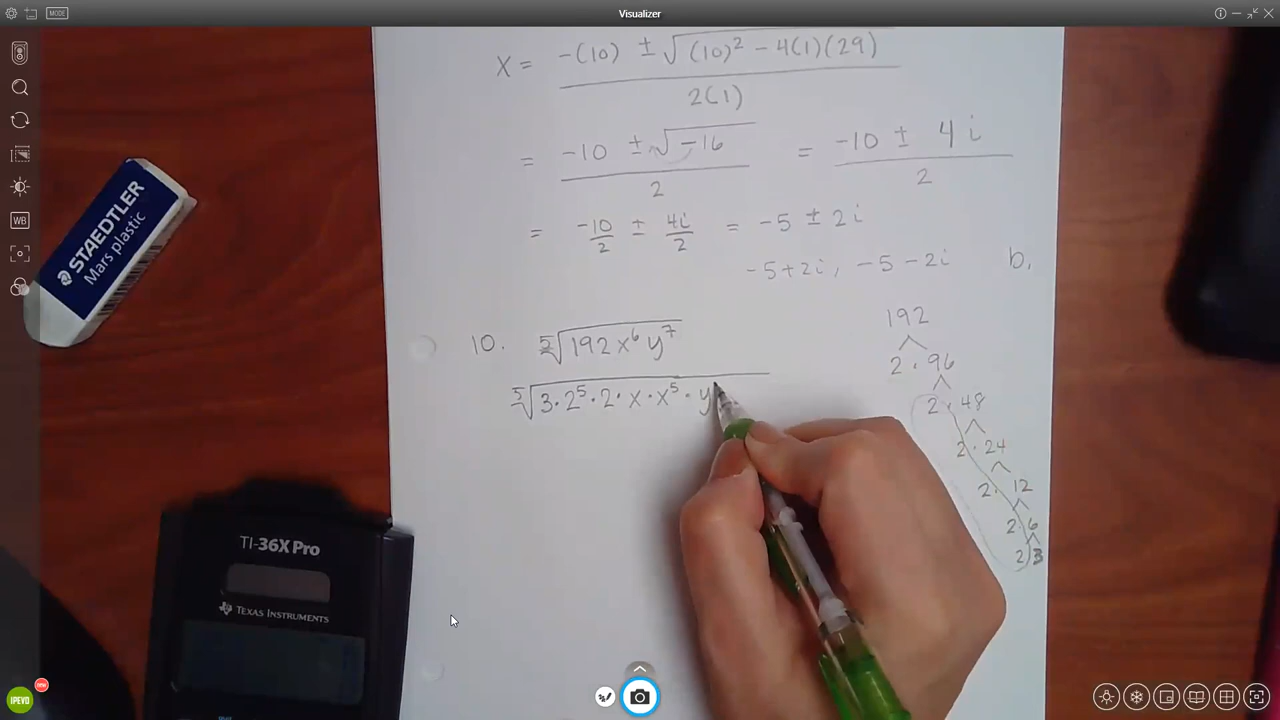 MODE
Visualizer
x = -(10) ± √(10)² - 4(1)(29)
2(1)
= -10 ± √-16 / 2 = -10 ± 4i / 2
= -10/2 ± 4i/2 = -5 ± 2i
-5+2i, -5-2i b.
10. ⁵√192x⁶y⁷
⁵√3·2⁵·2·x·x⁵·y
192
2·96
2·48
2·24
2·12
2·6
2 3
STAEDTLER
Mars plastic
TI-36X Pro
TEXAS INSTRUMENTS
WB
IPEVO
new